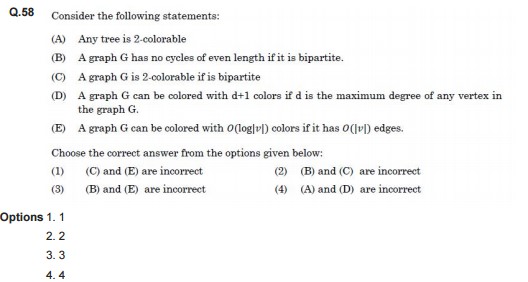 Q.58 Consider the following statements:
(A) Any tree is 2-colorable
(B) A graph G has no cycles of even length if it is bipartite.
(C) A graph G is 2-colorable if is bipartite
(D) A graph G can be colored with d+1 colors if d is the maximum degree of any vertex in
the graph G.
(E) A graph G can be colored with O(log|v|) colors if it has O(|v|) edges.
Choose the correct answer from the options given below:
(1) (C) and (E) are incorrect (2) (B) and (C) are incorrect
(3) (B) and (E) are incorrect (4) (A) and (D) are incorrect
Options 1. 1
2. 2
3. 3
4. 4